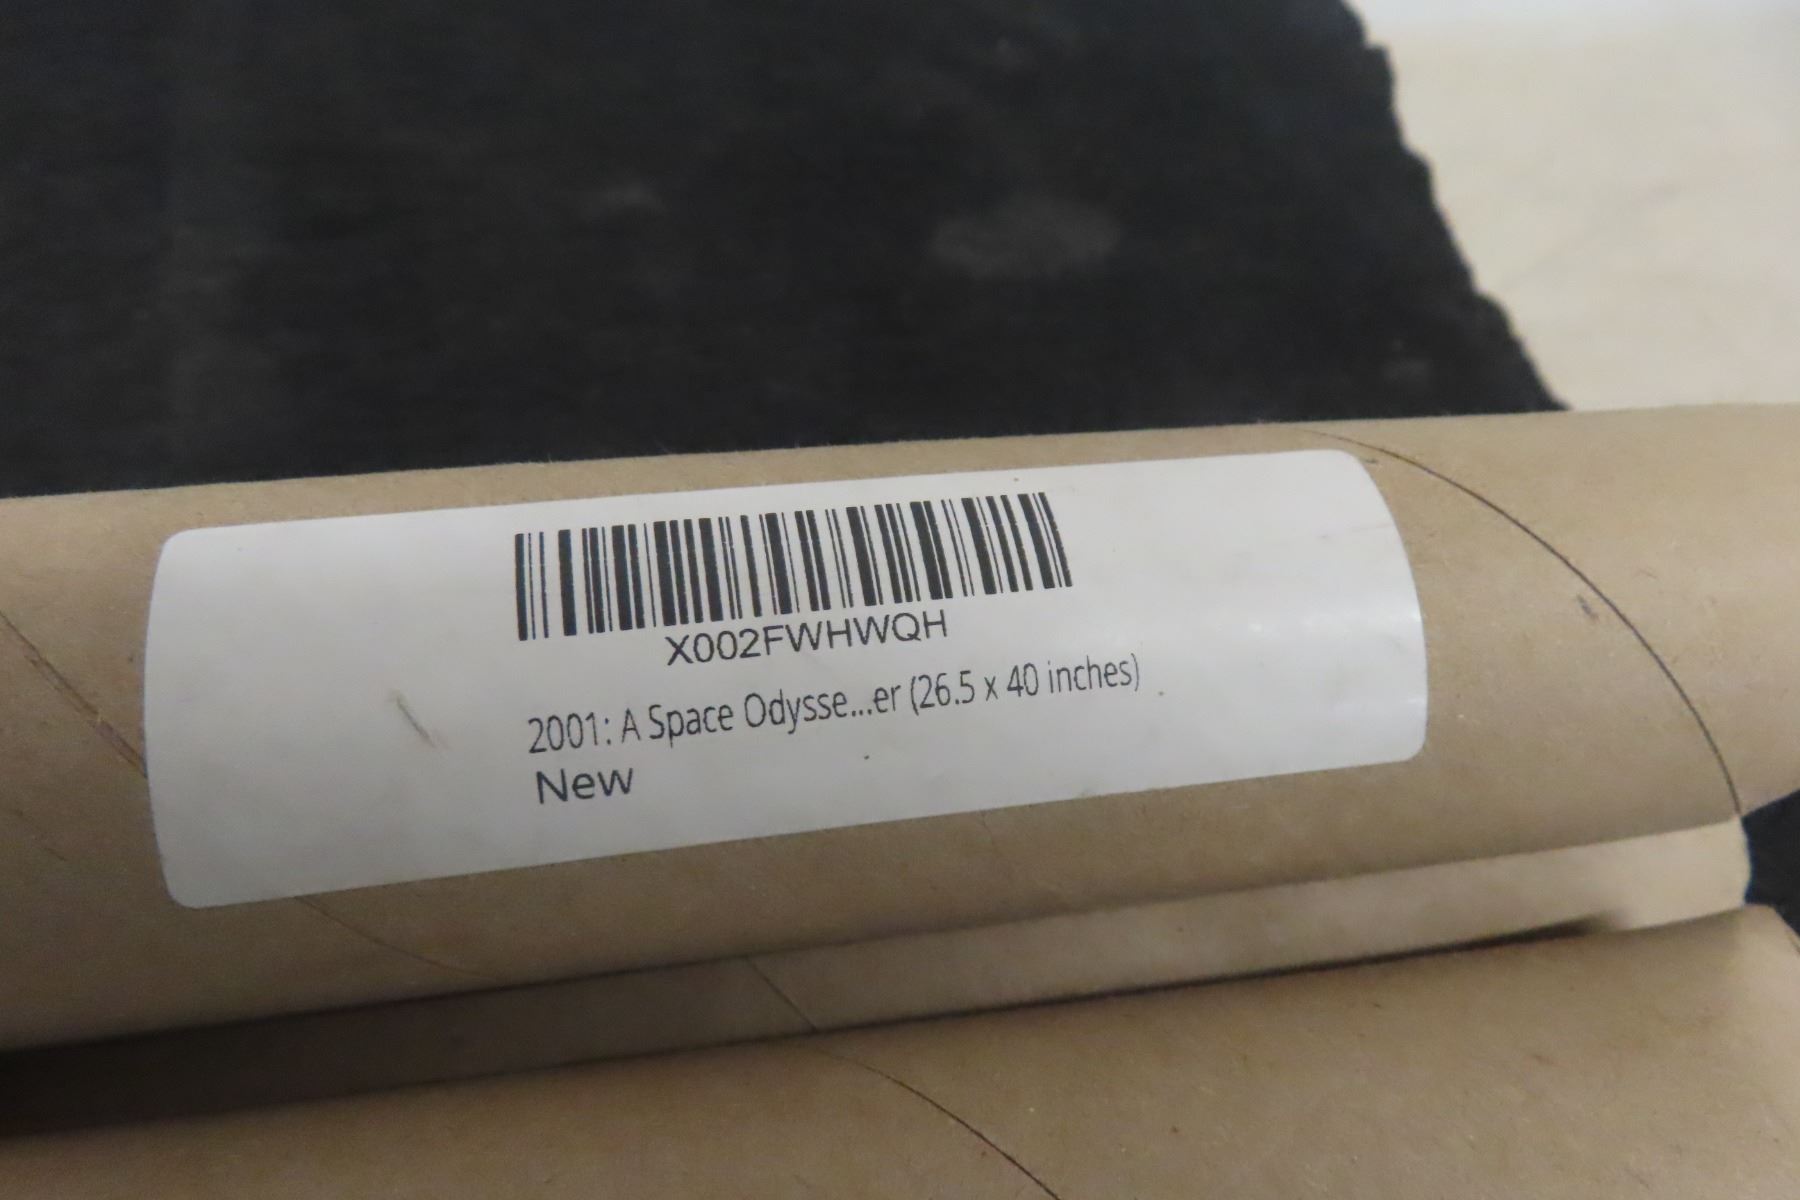 X002FWHWQH
2001: A Space Odysse...er (26.5 x 40 inches)
New